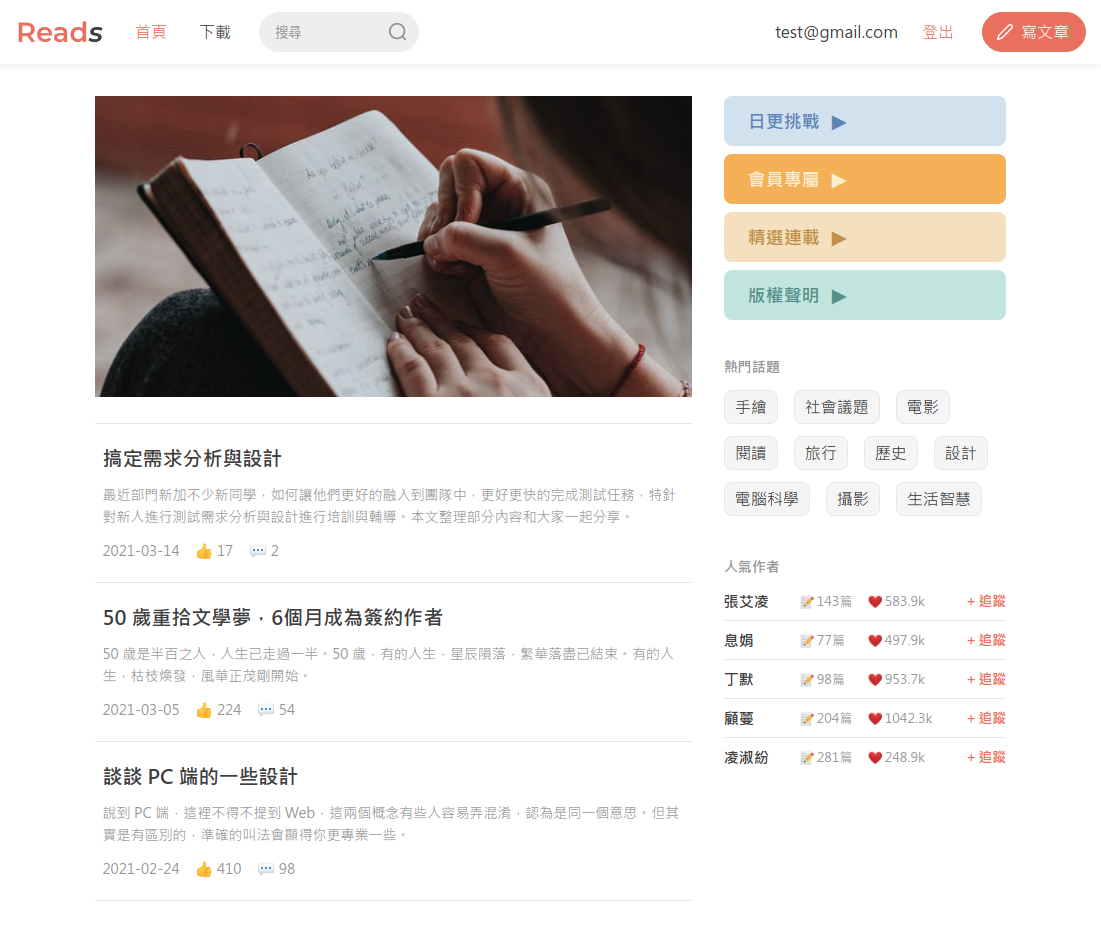 Reads 首頁 下載 搜尋 test@gmail.com 登出 寫文章
搞定需求分析與設計
最近部門新加不少新同學，如何讓他們更好的融入到團隊中，更好更快的完成測試任務，特針
對新人進行測試需求分析與設計進行培訓與輔導。本文整理部分內容和大家一起分享。
2021-03-14 👍 17 💬 2
50 歲重拾文學夢，6個月成為簽約作者
50 歲是半百之人，人生已走過一半。50 歲，有的人生，星辰隕落，繁華落盡已結束。有的人
生，枯枝煥發，風華正茂剛開始。
2021-03-05 👍 224 💬 54
談談 PC 端的一些設計
說到 PC 端，這裡不得不提到 Web，這兩個概念有些人容易弄混淆，認為是同一個意思。但其
實是有區別的，準確的叫法會顯得你更專業一些。
2021-02-24 👍 410 💬 98
日更挑戰 ▶
會員專屬 ▶
精選連載 ▶
版權聲明 ▶
熱門話題
手繪 社會議題 電影
閱讀 旅行 歷史 設計
電腦科學 攝影 生活智慧
人氣作者
張艾凌 📝 143篇 ❤️ 583.9k + 追蹤
息娟 📝 77篇 ❤️ 497.9k + 追蹤
丁默 📝 98篇 ❤️ 953.7k + 追蹤
顧蔓 📝 204篇 ❤️ 1042.3k + 追蹤
凌淑紛 📝 281篇 ❤️ 248.9k + 追蹤